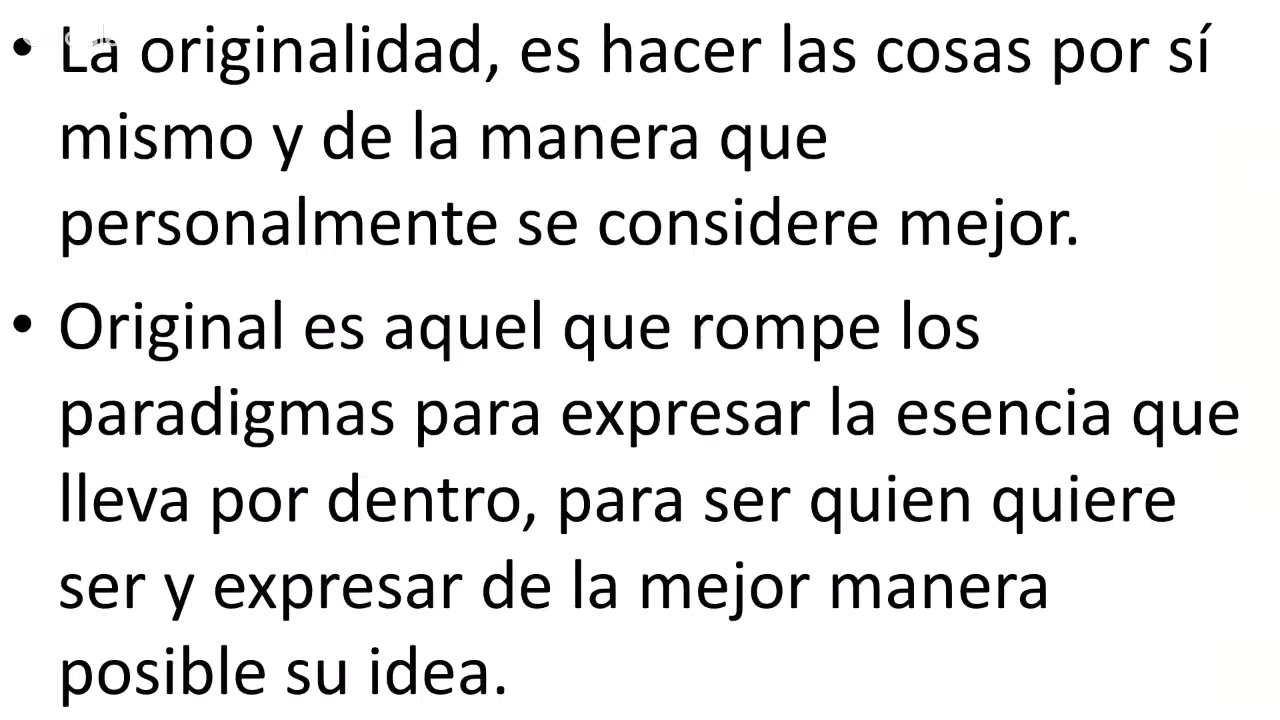 • La originalidad, es hacer las cosas por sí
mismo y de la manera que
personalmente se considere mejor.
• Original es aquel que rompe los
paradigmas para expresar la esencia que
lleva por dentro, para ser quien quiere
ser y expresar de la mejor manera
posible su idea.